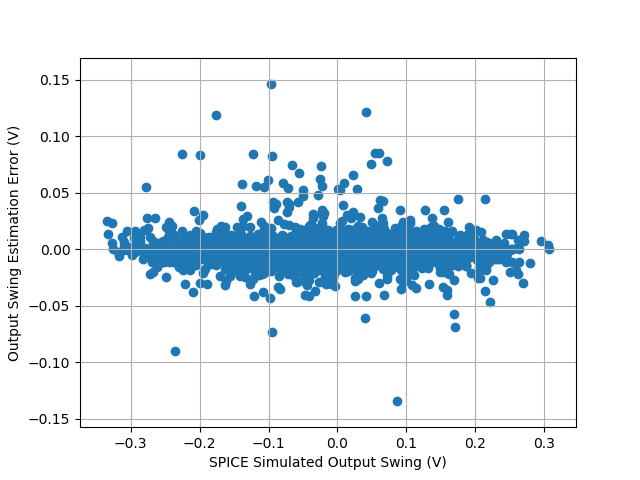 0.15
0.10
0.05
0.00
−0.05
−0.10
−0.15
Output Swing Estimation Error (V)
−0.3 −0.2 −0.1 0.0 0.1 0.2 0.3
SPICE Simulated Output Swing (V)